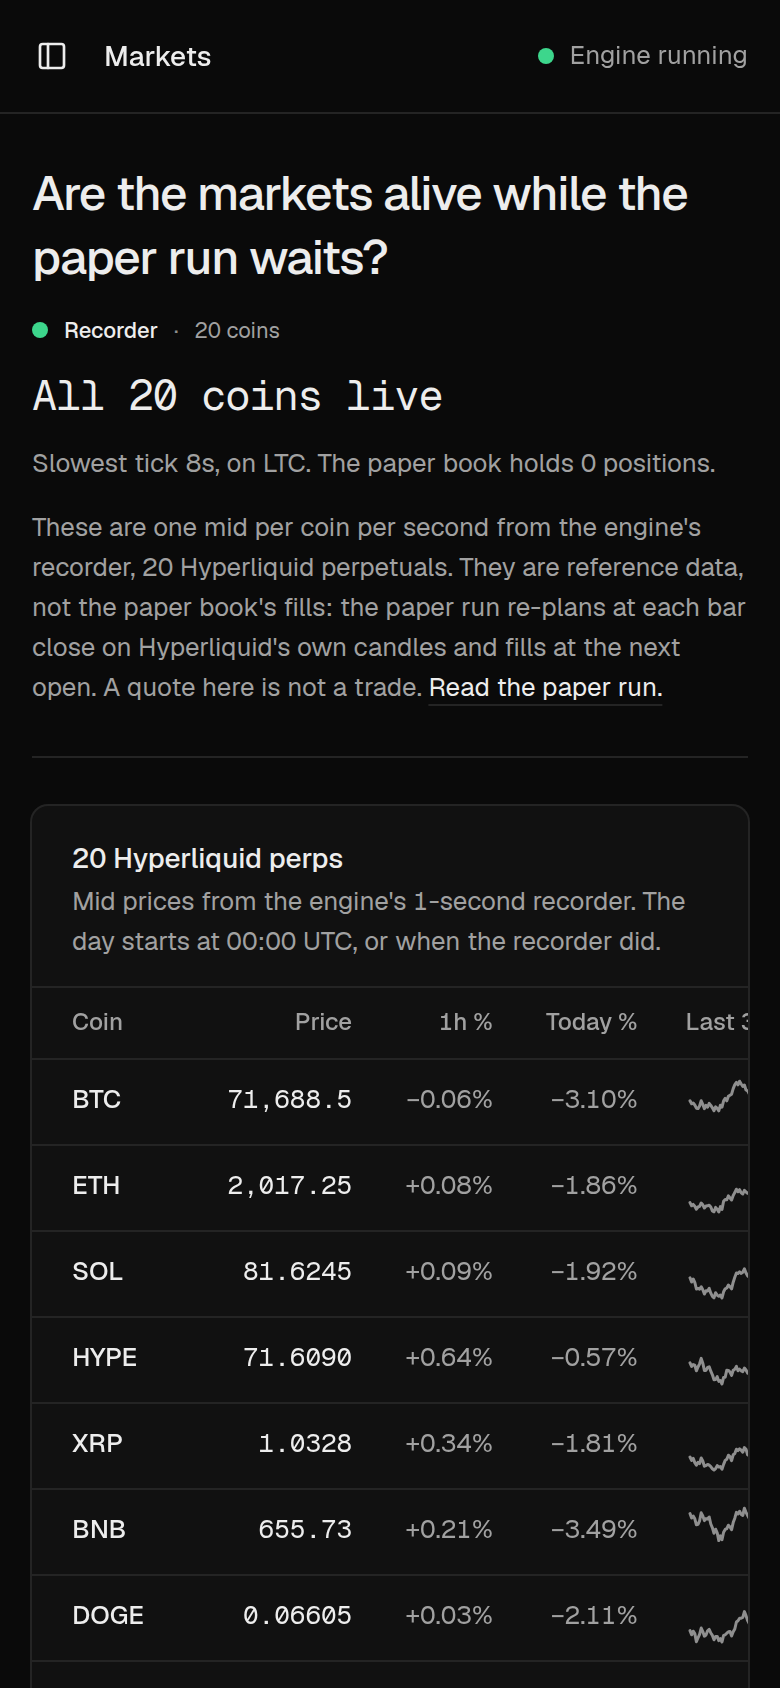 Markets
Engine running
Are the markets alive while the
paper run waits?
Recorder · 20 coins
All 20 coins live
Slowest tick 8s, on LTC. The paper book holds 0 positions.
These are one mid per coin per second from the engine's
recorder, 20 Hyperliquid perpetuals. They are reference data,
not the paper book's fills: the paper run re-plans at each bar
close on Hyperliquid's own candles and fills at the next
open. A quote here is not a trade. Read the paper run.
20 Hyperliquid perps
Mid prices from the engine's 1-second recorder. The
day starts at 00:00 UTC, or when the recorder did.
Coin Price 1h % Today % Last
BTC 71,688.5 −0.06% −3.10%
ETH 2,017.25 +0.08% −1.86%
SOL 81.6245 +0.09% −1.92%
HYPE 71.6090 +0.64% −0.57%
XRP 1.0328 +0.34% −1.81%
BNB 655.73 +0.21% −3.49%
DOGE 0.06605 +0.03% −2.11%